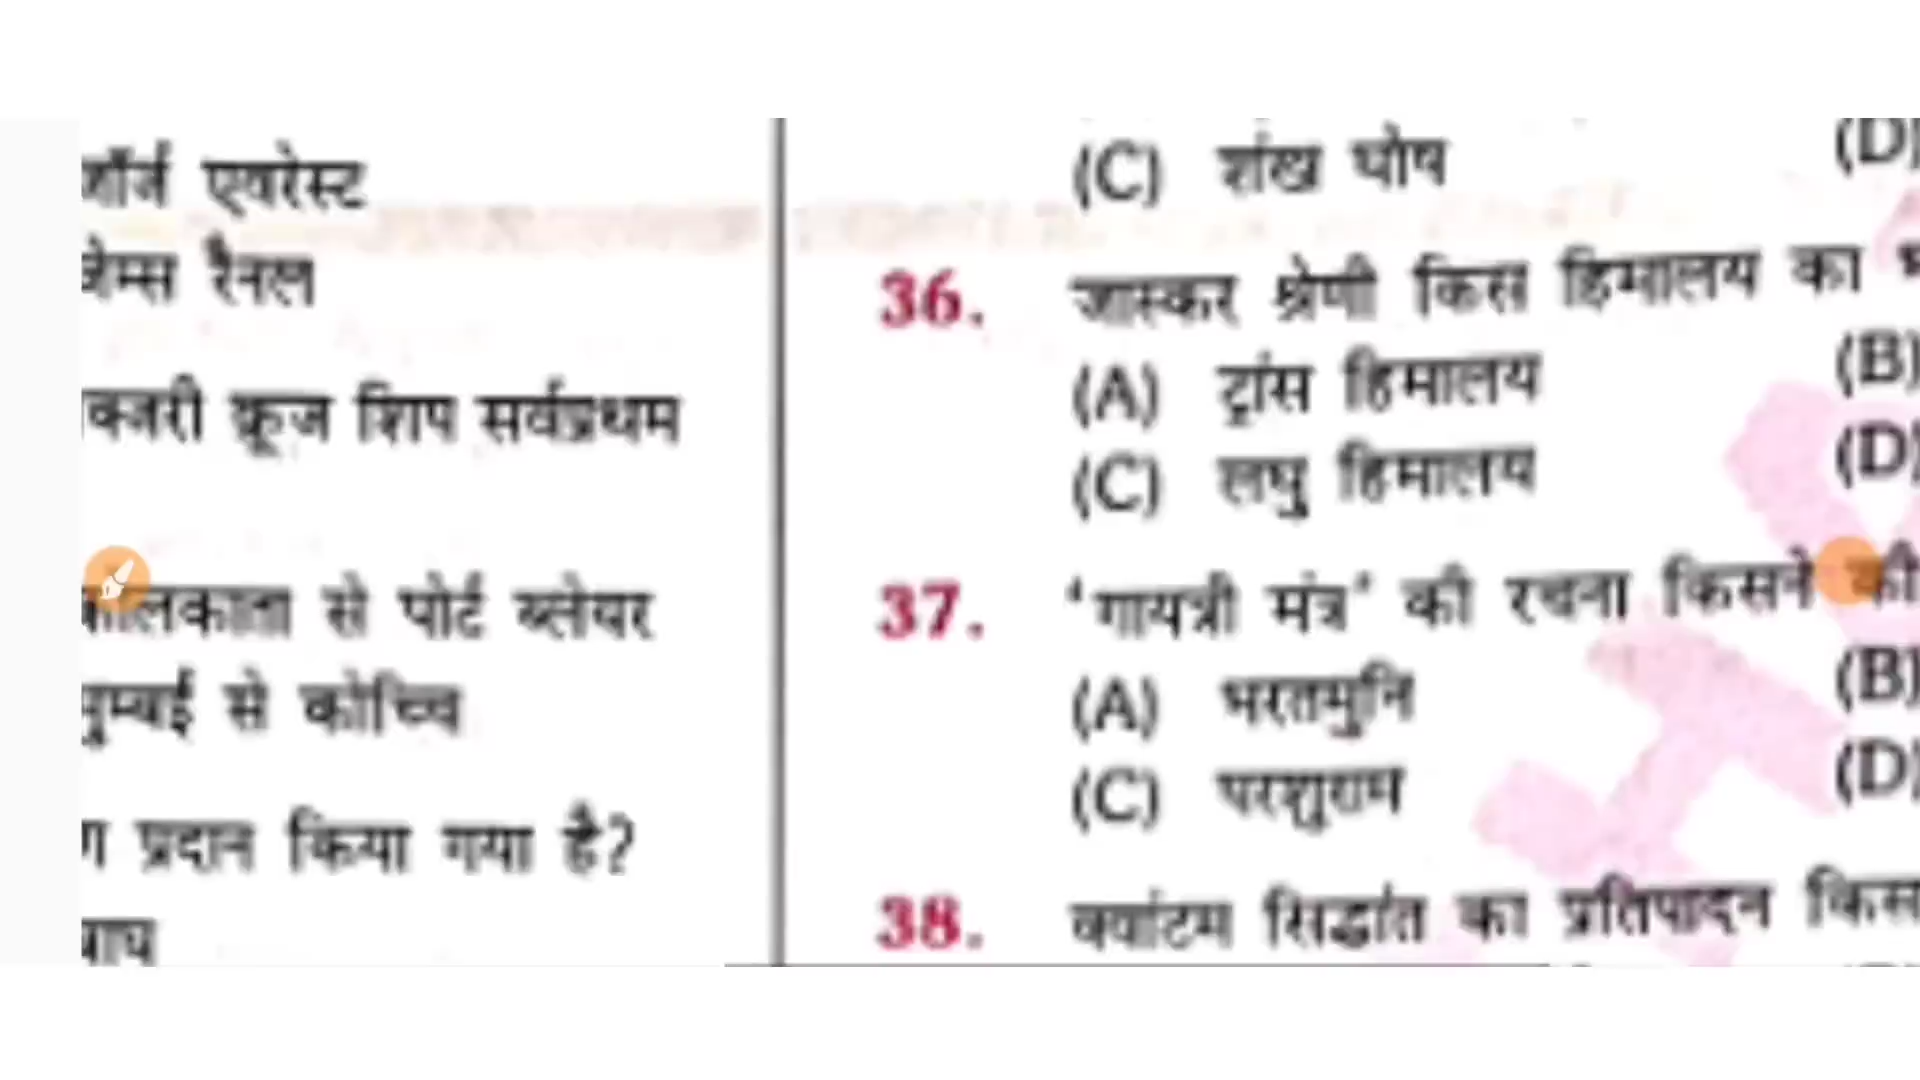 जॉर्ज एवरेस्ट
जेम्स रैनल
क्जरी क्रूज शिप सर्वप्रथम
कोलकाता से पोर्ट ब्लेयर
मुम्बई से कोच्चि
प्रदान किया गया है?
बाघ
(C) शंख घोष (D)
36. जास्कर श्रेणी किस हिमालय का
(A) ट्रांस हिमालय (B)
(C) लघु हिमालय (D)
37. 'गायत्री मंत्र' की रचना किसने की
(A) भरतमुनि (B)
(C) परशुराम (D)
38. क्वांटम सिद्धांत का प्रतिपादन किस